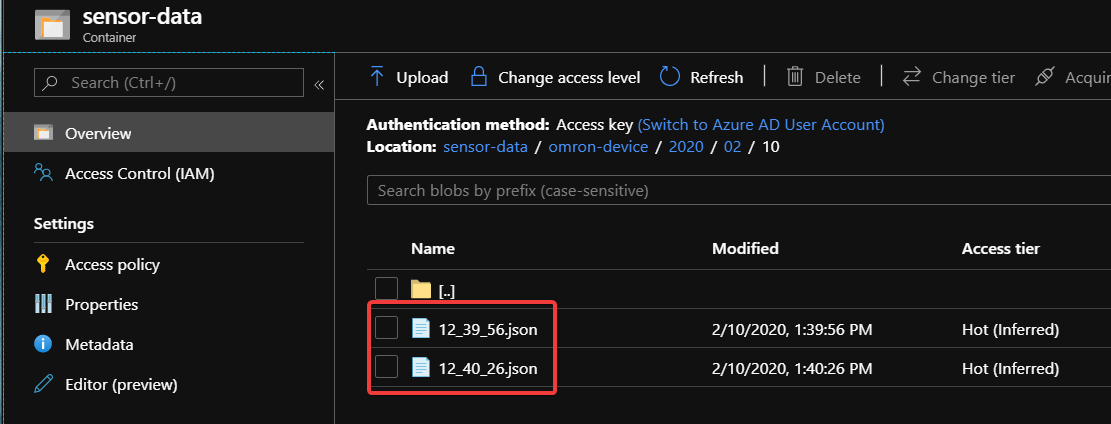 sensor-data
Container
Search (Ctrl+/)
«
Overview
Access Control (IAM)
Settings
Access policy
Properties
Metadata
Editor (preview)
Upload Change access level Refresh Delete Change tier Acquir
Authentication method: Access key (Switch to Azure AD User Account)
Location: sensor-data / omron-device / 2020 / 02 / 10
Search blobs by prefix (case-sensitive)
Name Modified Access tier
[..]
12_39_56.json 2/10/2020, 1:39:56 PM Hot (Inferred)
12_40_26.json 2/10/2020, 1:40:26 PM Hot (Inferred)